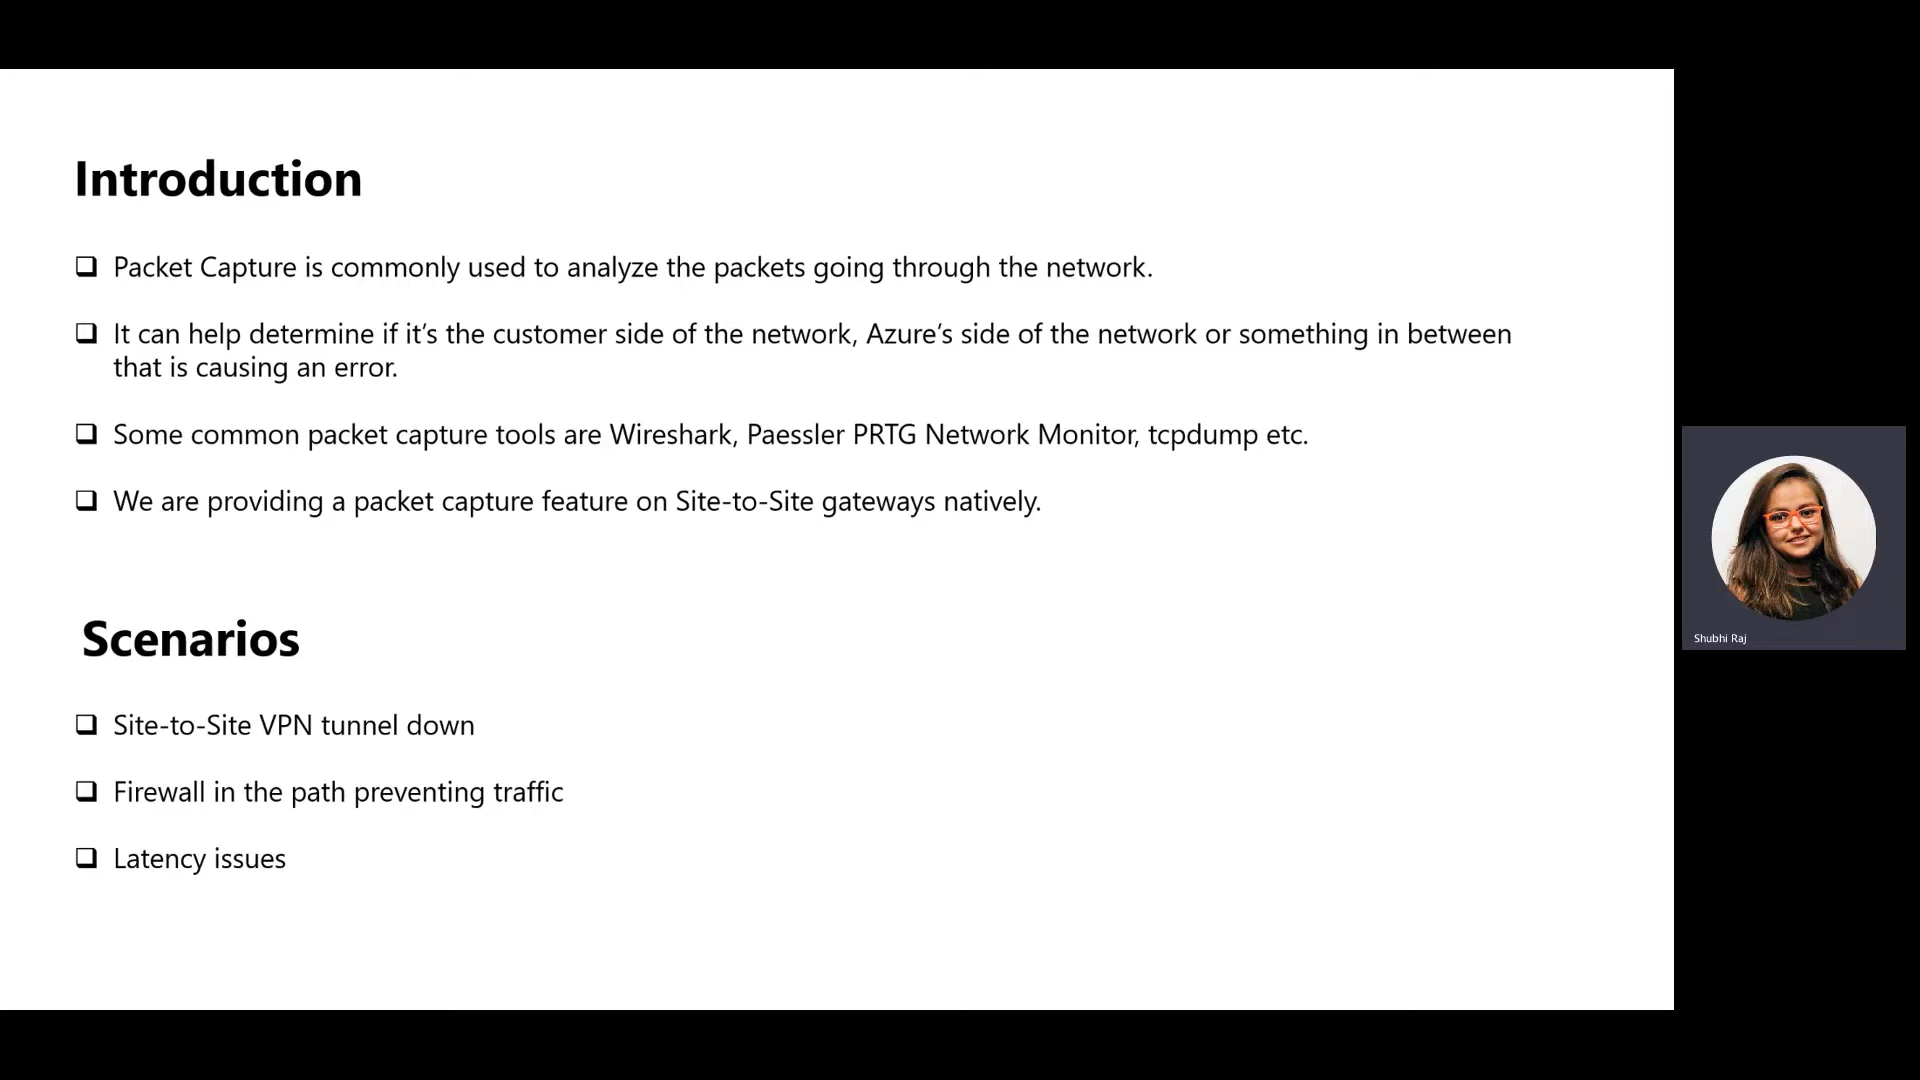 Introduction
❑ Packet Capture is commonly used to analyze the packets going through the network.
❑ It can help determine if it’s the customer side of the network, Azure’s side of the network or something in between
that is causing an error.
❑ Some common packet capture tools are Wireshark, Paessler PRTG Network Monitor, tcpdump etc.
❑ We are providing a packet capture feature on Site-to-Site gateways natively.
Scenarios
❑ Site-to-Site VPN tunnel down
❑ Firewall in the path preventing traffic
❑ Latency issues
Shubhi Raj